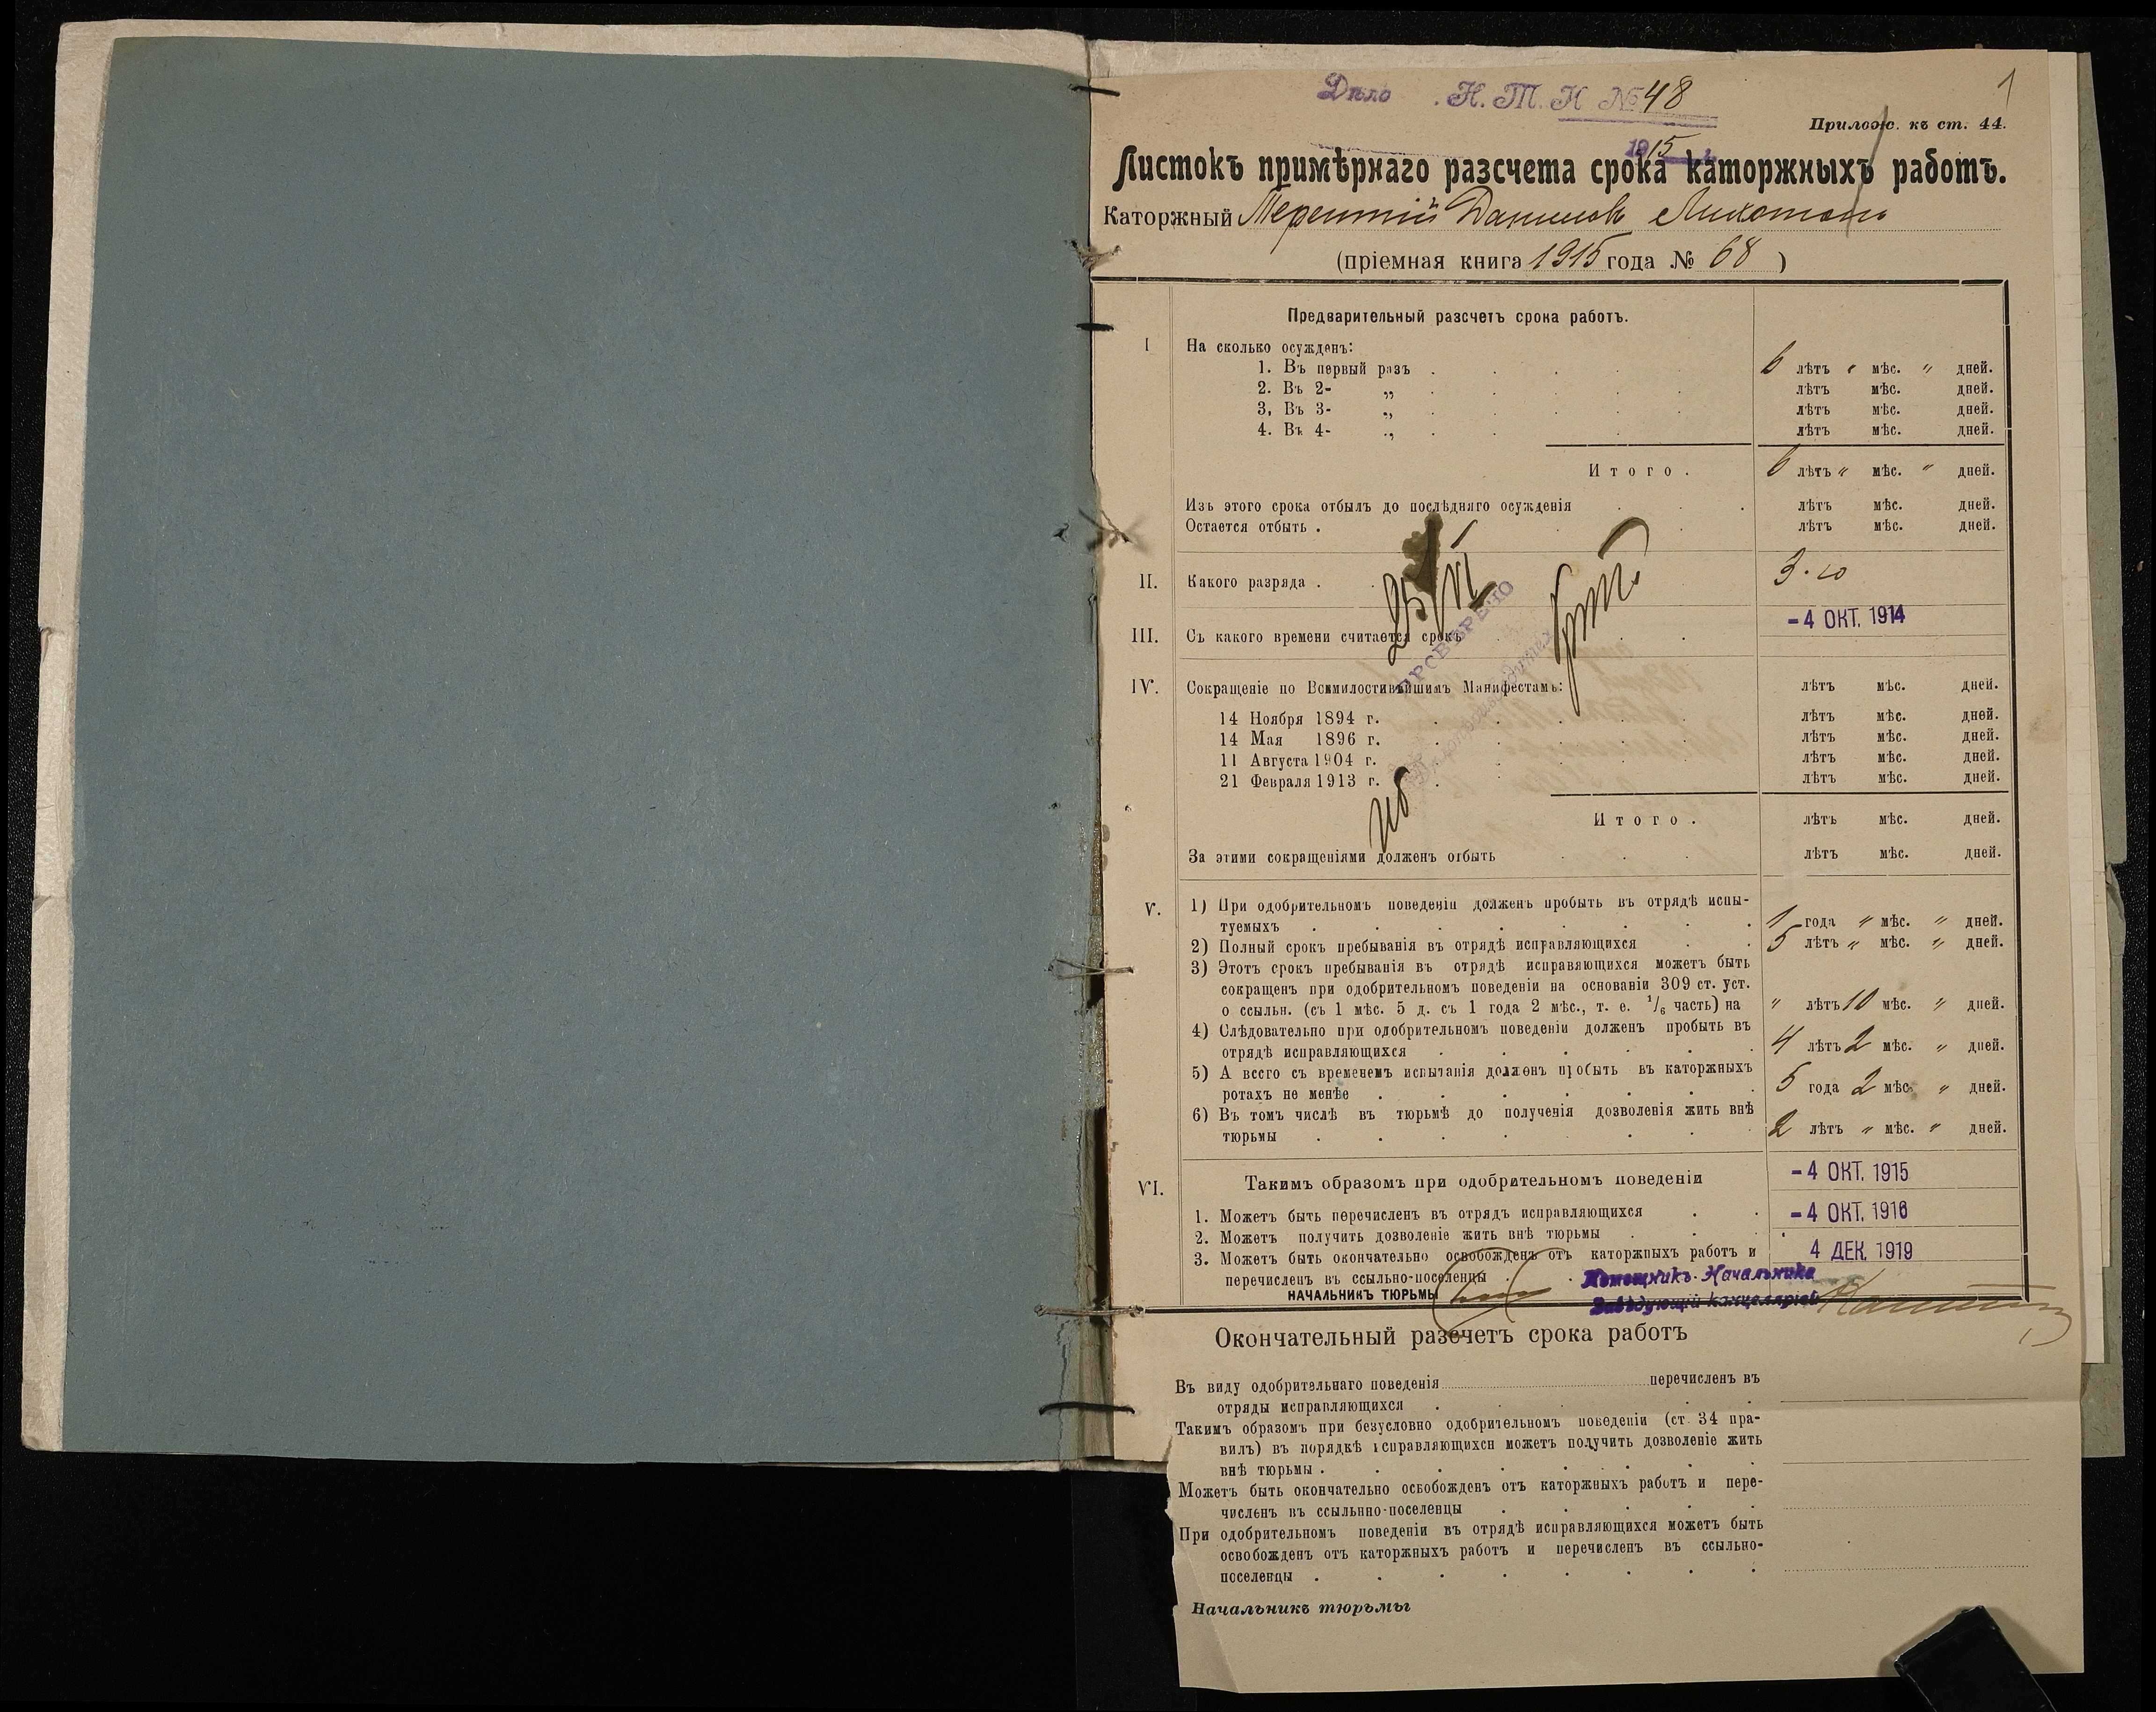 Дѣло Н. Т. К № 48
1
1915
Прилож. къ ст. 44.
Листокъ примѣрнаго разсчета срока каторжныхъ работъ.
Каторжный Терентій Данилов
(пріемная книга 1915 года № 68 )
Предварительный разсчетъ срока работъ.
I На сколько осужденъ:
1. Въ первый разъ . . . . . 6 лѣтъ " мѣс. " дней.
2. Въ 2- „ . . . . лѣтъ мѣс. дней.
3, Въ 3- „ . . . . лѣтъ мѣс. дней.
4. Въ 4- „ . . . лѣтъ мѣс. дней.
Итого . 6 лѣтъ " мѣс. " дней.
Изъ этого срока отбылъ до послѣдняго осужденія . . . лѣтъ мѣс. дней.
Остается отбыть . . . лѣтъ мѣс. дней.
II. Какого разряда . 3.го
25/VI
III. Съ какого времени считается срокъ -4 ОКТ. 1914
ПРОВѢРЕНО
IV. Сокращеніе по Всемилостивѣйшимъ Манифестамъ: лѣтъ мѣс. дней.
14 Ноября 1894 г. лѣтъ мѣс. дней.
14 Мая 1896 г. лѣтъ мѣс. дней.
11 Августа 1904 г. лѣтъ мѣс. дней.
21 Февраля 1913 г. лѣтъ мѣс. дней.
Итого . лѣтъ мѣс. дней.
За этими сокращеніями долженъ отбыть . . . лѣтъ мѣс. дней.
V. 1) При одобрительномъ поведеніи долженъ пробыть въ отрядѣ испы-
туемыхъ . . . . . . . . 1 года " мѣс. " дней.
2) Полный срокъ пребыванія въ отрядѣ исправляющихся . . 5 лѣтъ " мѣс. " дней.
3) Этотъ срокъ пребыванія въ отрядѣ исправяющихся можетъ быть
сокращенъ при одобрительномъ поведеніи на основаніи 309 ст. уст.
о ссыльн. (съ 1 мѣс. 5 д. съ 1 года 2 мѣс., т. е. 1/6 часть) на " лѣтъ 10 мѣс. " дней.
4) Слѣдовательно при одобрительномъ поведеніи долженъ пробыть въ
отрядѣ исправляющихся . . . . . . 4 лѣтъ 2 мѣс. " дней.
5) А всего съ временемъ испытанія долженъ пробыть въ каторжныхъ
ротахъ не менѣе . . . . . . . 5 года 2 мѣс. " дней.
6) Въ томъ числѣ въ тюрьмѣ до полученія дозволенія жить внѣ
тюрьмы . . . . . . . 2 лѣтъ " мѣс. " дней.
VI. Такимъ образомъ при одобрительномъ поведеніи -4 ОКТ. 1915
1. Можетъ быть перечисленъ въ отрядъ исправляющихся . . -4 ОКТ. 1916
2. Можетъ получить дозволеніе жить внѣ тюрьмы . . .
3. Можетъ быть окончательно освобожденъ отъ каторжныхъ работъ и 4 ДЕК. 1919
перечисленъ въ ссыльно-поселенцы . .
Помощникъ Начальника
НАЧАЛЬНИКЪ ТЮРЬМЫ
Завѣдующій канцеляріей
Окончательный разсчетъ срока работъ
Въ виду одобрительнаго поведенія перечисленъ въ
отряды исправляющихся . . . . . .
Такимъ образомъ при безусловно одобрительномъ поведеніи (ст. 34 пра-
вилъ) въ порядкѣ исправляющихся можетъ получить дозволеніе жить
внѣ тюрьмы . . . . . . . .
Можетъ быть окончательно освобожденъ отъ каторжныхъ работъ и пере-
численъ въ ссыльнно-поселенцы . . . . .
При одобрительномъ поведеніи въ отрядѣ исправляющихся можетъ быть
освобожденъ отъ каторжныхъ работъ и перечисленъ въ ссыльно-
поселенцы . . . . . . . .
Начальникъ тюрьмы